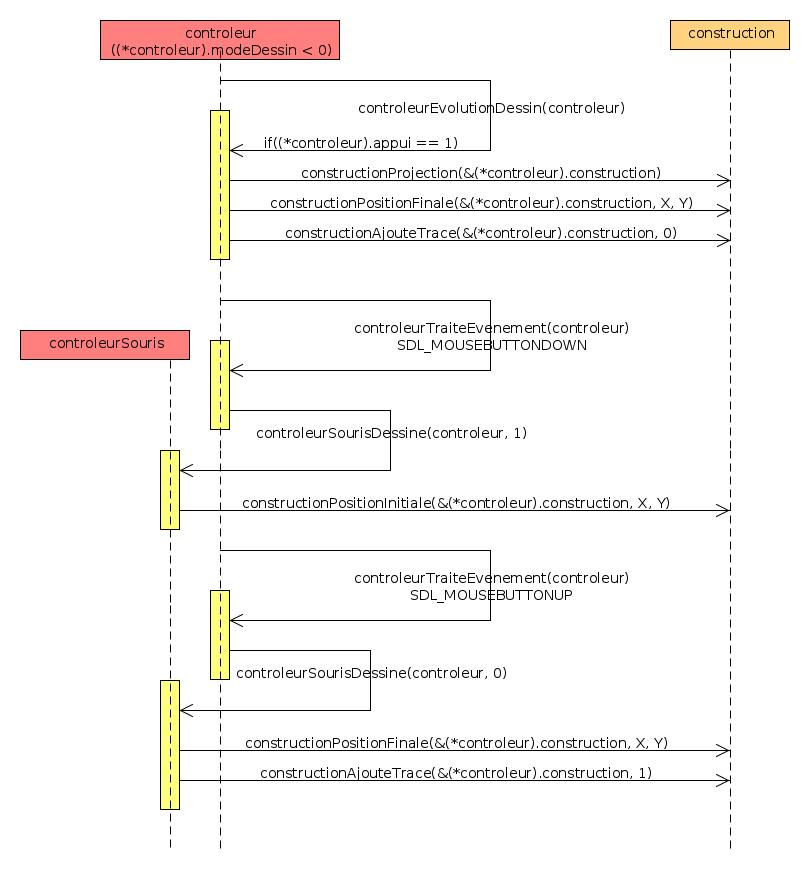 controleur
((*controleur).modeDessin < 0)
construction
controleurEvolutionDessin(controleur)
if((*controleur).appui == 1)
constructionProjection(&(*controleur).construction)
constructionPositionFinale(&(*controleur).construction, X, Y)
constructionAjouteTrace(&(*controleur).construction, 0)
controleurTraiteEvenement(controleur)
SDL_MOUSEBUTTONDOWN
controleurSouris
controleurSourisDessine(controleur, 1)
constructionPositionInitiale(&(*controleur).construction, X, Y)
controleurTraiteEvenement(controleur)
SDL_MOUSEBUTTONUP
controleurSourisDessine(controleur, 0)
constructionPositionFinale(&(*controleur).construction, X, Y)
constructionAjouteTrace(&(*controleur).construction, 1)